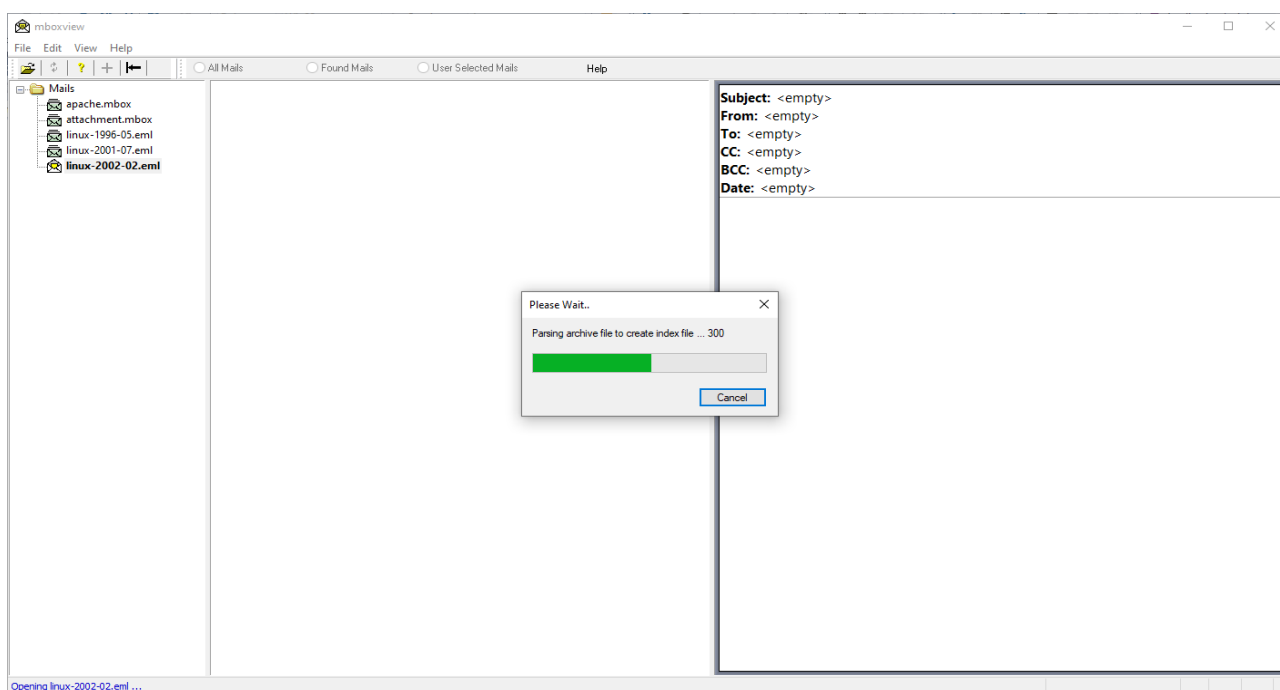 mboxview
File Edit View Help
? All Mails Found Mails User Selected Mails Help
Mails
apache.mbox
attachment.mbox
linux-1996-05.eml
linux-2001-07.eml
linux-2002-02.eml
Subject: <empty>
From: <empty>
To: <empty>
CC: <empty>
BCC: <empty>
Date: <empty>
Please Wait..
Parsing archive file to create index file ... 300
Cancel
Opening linux-2002-02.eml ...